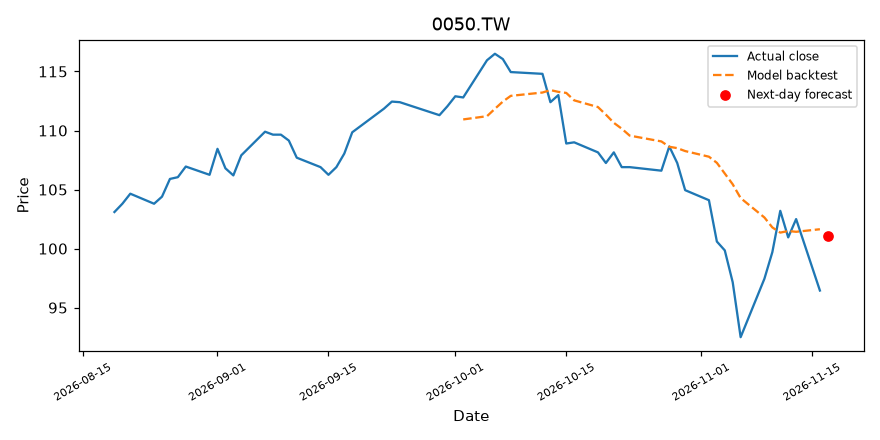 0050.TW
Actual close
Model backtest
Next-day forecast
Price
115
110
105
100
95
2026-08-15
2026-09-01
2026-09-15
2026-10-01
2026-10-15
2026-11-01
2026-11-15
Date